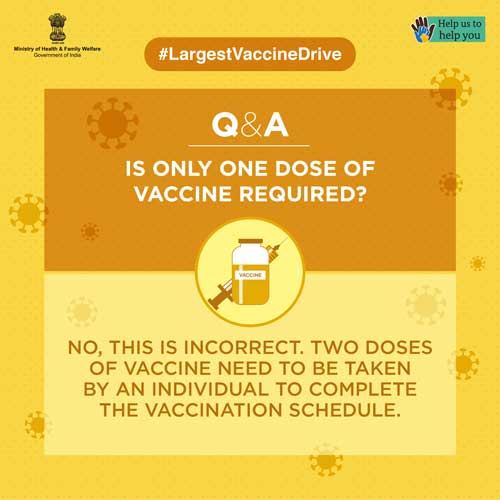 Ministry of Health & Family Welfare
Government of India
#LargestVaccineDrive
Help us to
help you
Q&A
IS ONLY ONE DOSE OF
VACCINE REQUIRED?
VACCINE
NO, THIS IS INCORRECT. TWO DOSES
OF VACCINE NEED TO BE TAKEN
BY AN INDIVIDUAL TO COMPLETE
THE VACCINATION SCHEDULE.